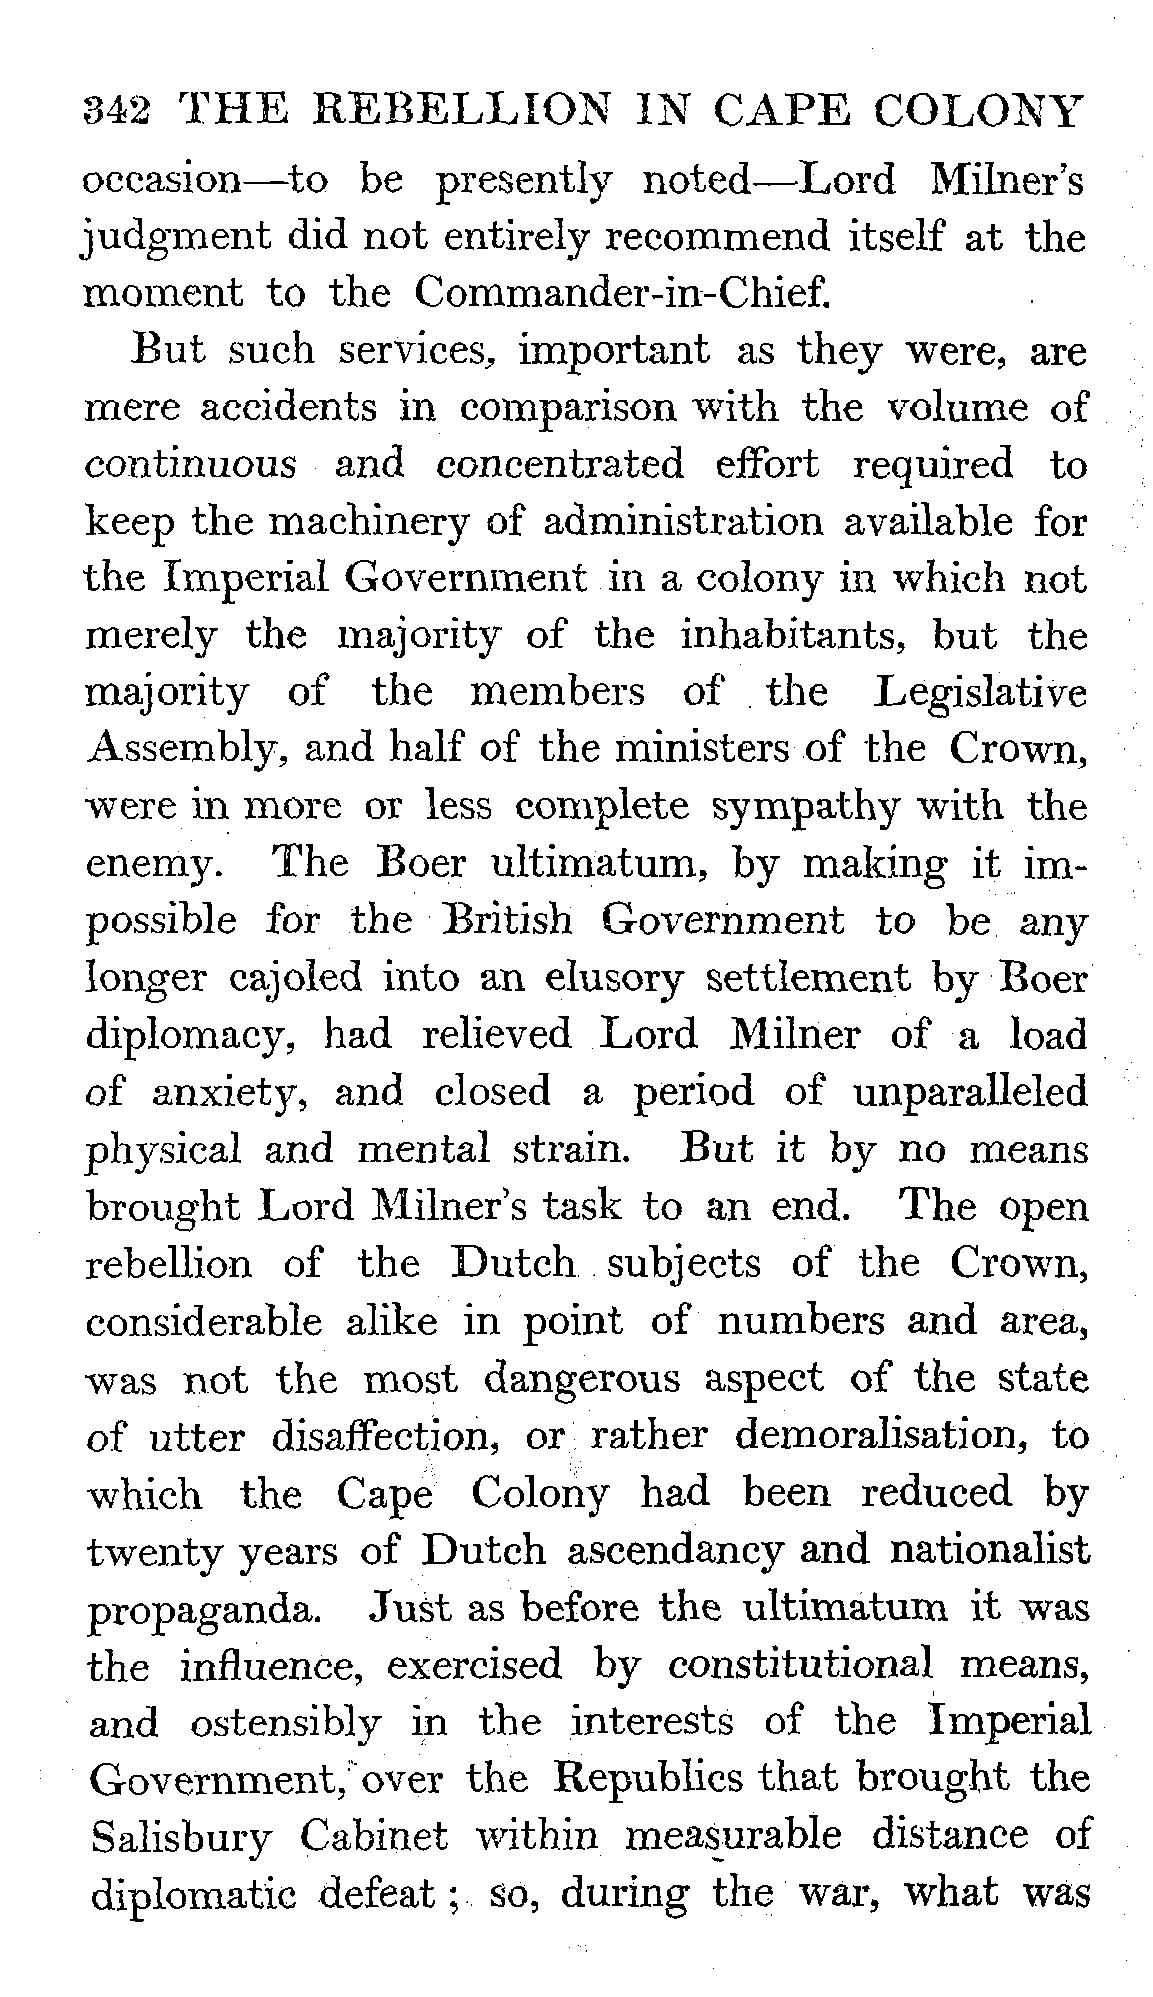 342 THE REBELLION IN CAPE COLONY
occasion—to be presently noted—Lord Milner's
judgment did not entirely recommend itself at the
moment to the Commander-in-Chief.
But such services, important as they were, are
mere accidents in comparison with the volume of
continuous and concentrated effort required to
keep the machinery of administration available for
the Imperial Government in a colony in which not
merely the majority of the inhabitants, but the
majority of the members of the Legislative
Assembly, and half of the ministers of the Crown,
were in more or less complete sympathy with the
enemy. The Boer ultimatum, by making it im-
possible for the British Government to be any
longer cajoled into an elusory settlement by Boer
diplomacy, had relieved Lord Milner of a load
of anxiety, and closed a period of unparalleled
physical and mental strain. But it by no means
brought Lord Milner's task to an end. The open
rebellion of the Dutch subjects of the Crown,
considerable alike in point of numbers and area,
was not the most dangerous aspect of the state
of utter disaffection, or rather demoralisation, to
which the Cape Colony had been reduced by
twenty years of Dutch ascendancy and nationalist
propaganda. Just as before the ultimatum it was
the influence, exercised by constitutional means,
and ostensibly in the interests of the Imperial
Government, over the Republics that brought the
Salisbury Cabinet within measurable distance of
diplomatic defeat ; so, during the war, what was